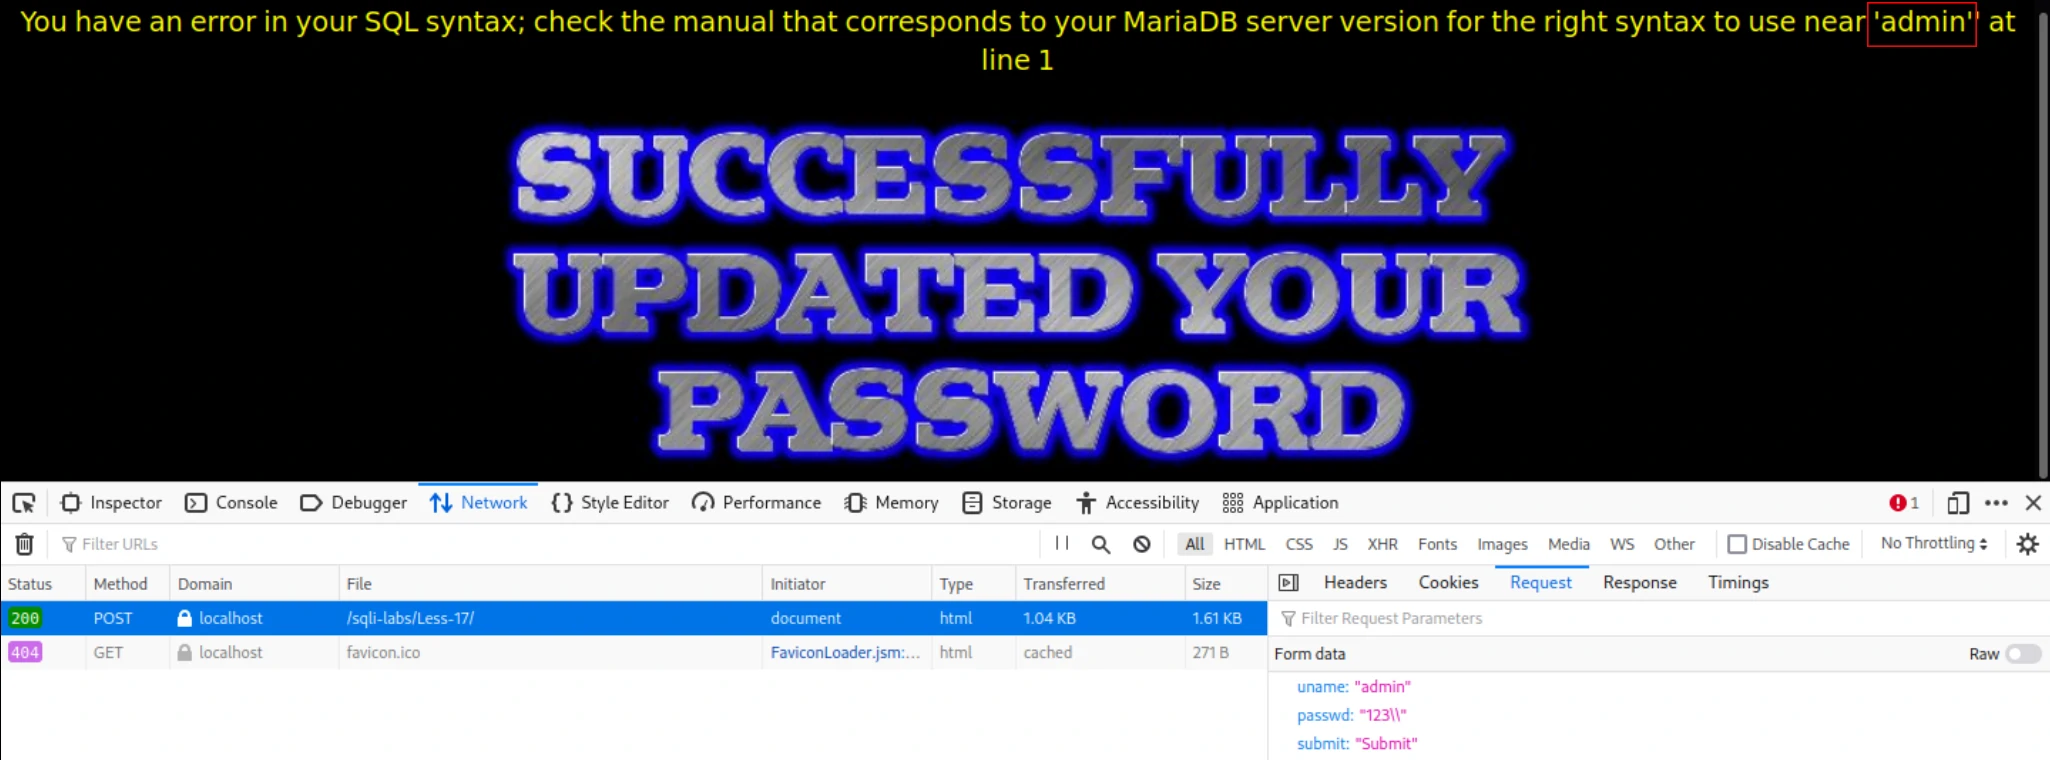 You have an error in your SQL syntax; check the manual that corresponds to your MariaDB server version for the right syntax to use near 'admin'' at
line 1
SUCCESSFULLY
UPDATED YOUR
PASSWORD
Inspector Console Debugger Network {} Style Editor Performance Memory Storage Accessibility Application 1
Filter URLs All HTML CSS JS XHR Fonts Images Media WS Other Disable Cache No Throttling
Status Method Domain File Initiator Type Transferred Size Headers Cookies Request Response Timings
200 POST localhost /sqli-labs/Less-17/ document html 1.04 KB 1.61 KB Filter Request Parameters
404 GET localhost favicon.ico FaviconLoader.jsm:... html cached 271 B Form data Raw
uname: "admin"
passwd: "123\\"
submit: "Submit"